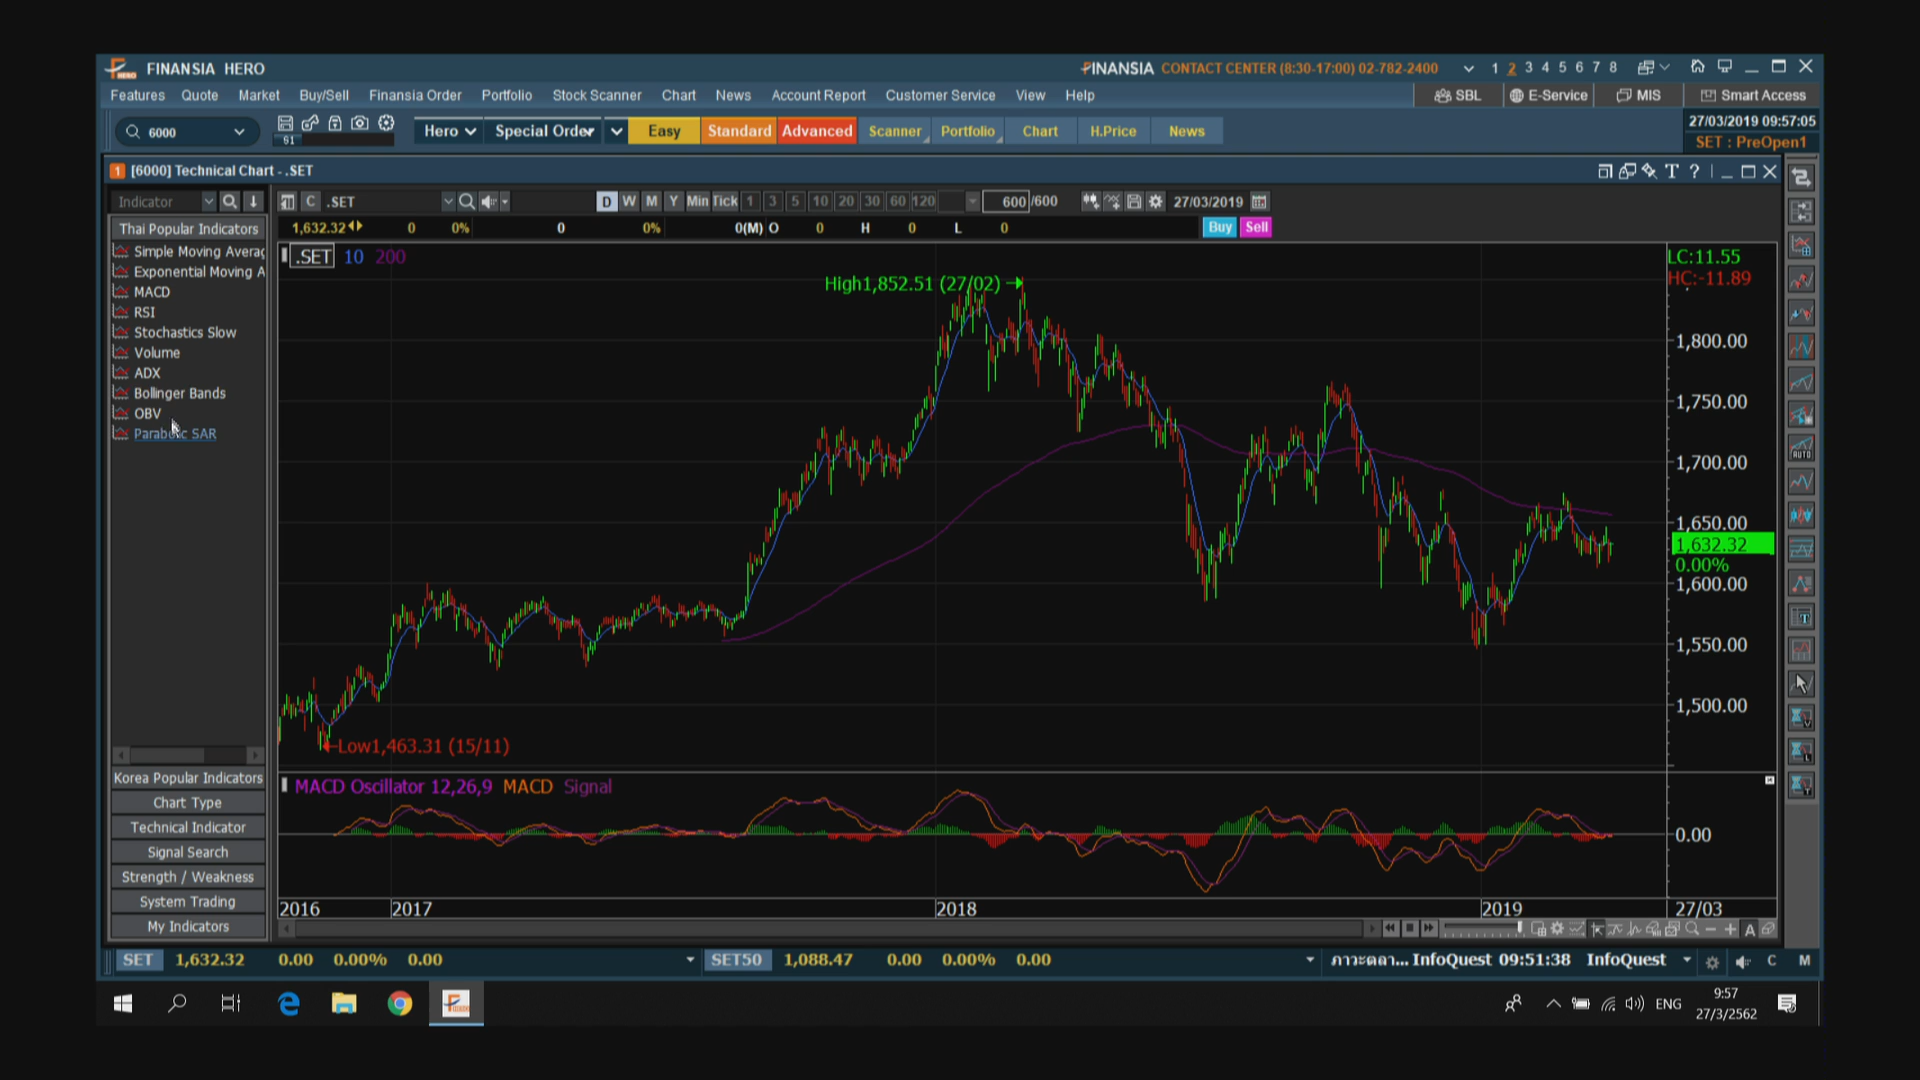 FINANSIA HERO
FINANSIA CONTACT CENTER (8:30-17:00) 02-782-2400
1 2 3 4 5 6 7 8
Features Quote Market Buy/Sell Finansia Order Portfolio Stock Scanner Chart News Account Report Customer Service View Help
SBL E-Service MIS Smart Access
6000
61
Hero Special Order Easy Standard Advanced Scanner Portfolio Chart H.Price News
27/03/2019 09:57:05
SET : PreOpen1
1 [6000] Technical Chart - .SET
Indicator
C .SET D W M Y Min Tick 1 3 5 10 20 30 60 120 600/600 27/03/2019
1,632.32 0 0% 0 0% 0(M) O 0 H 0 L 0 Buy Sell
Thai Popular Indicators
Simple Moving Averag
Exponential Moving A
MACD
RSI
Stochastics Slow
Volume
ADX
Bollinger Bands
OBV
Parabolic SAR
Korea Popular Indicators
Chart Type
Technical Indicator
Signal Search
Strength / Weakness
System Trading
My Indicators
.SET 10 200
High1,852.51 (27/02)
Low1,463.31 (15/11)
LC:11.55
HC:-11.89
1,800.00
1,750.00
1,700.00
1,650.00
1,632.32
0.00%
1,600.00
1,550.00
1,500.00
MACD Oscillator 12,26,9 MACD Signal
0.00
2016 2017 2018 2019 27/03
A
AUTO
SET 1,632.32 0.00 0.00% 0.00
SET50 1,088.47 0.00 0.00% 0.00
ภาวะตลา... InfoQuest 09:51:38 InfoQuest
C M
ENG
9:57
27/3/2562